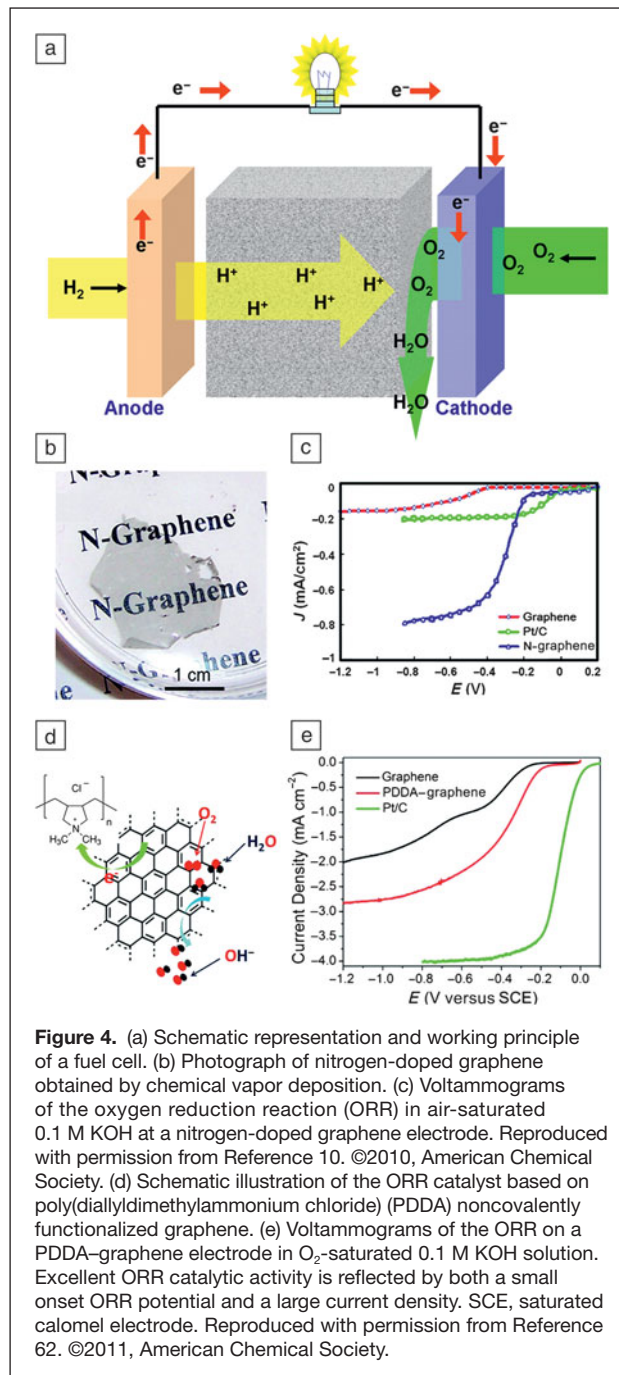 a
e⁻
e⁻
e⁻
e⁻
e⁻
e⁻
H₂
H⁺ H⁺ H⁺ H⁺
H⁺ H⁺
O₂
O₂
O₂
O₂
H₂O
H₂O
Anode
Cathode
b
N-Graphene
N-Graphene
N-Graphene
1 cm
c
0
−0.2
−0.4
−0.6
−0.8
−1
J (mA/cm²)
Graphene
Pt/C
N-graphene
−1.2 −1.0 −0.8 −0.6 −0.4 −0.2 0 0.2
E (V)
d
Cl⁻
n
N
H₃C CH₃
e⁻
O₂
H₂O
OH⁻
e
Graphene
PDDA–graphene
Pt/C
0.0
−0.5
−1.0
−1.5
−2.0
−2.5
−3.0
−3.5
−4.0
Current Density (mA cm⁻²)
−1.2 −1.0 −0.8 −0.6 −0.4 −0.2 0.0
E (V versus SCE)
Figure 4. (a) Schematic representation and working principle
of a fuel cell. (b) Photograph of nitrogen-doped graphene
obtained by chemical vapor deposition. (c) Voltammograms
of the oxygen reduction reaction (ORR) in air-saturated
0.1 M KOH at a nitrogen-doped graphene electrode. Reproduced
with permission from Reference 10. ©2010, American Chemical
Society. (d) Schematic illustration of the ORR catalyst based on
poly(diallyldimethylammonium chloride) (PDDA) noncovalently
functionalized graphene. (e) Voltammograms of the ORR on a
PDDA–graphene electrode in O₂-saturated 0.1 M KOH solution.
Excellent ORR catalytic activity is reflected by both a small
onset ORR potential and a large current density. SCE, saturated
calomel electrode. Reproduced with permission from Reference
62. ©2011, American Chemical Society.